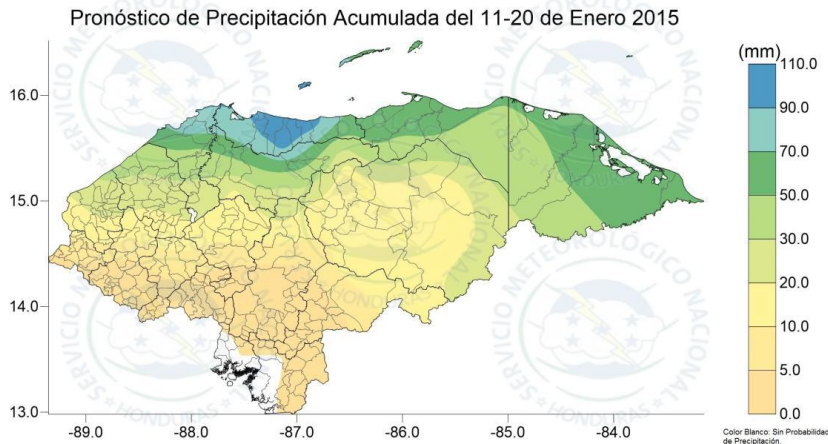 Pronóstico de Precipitación Acumulada del 11-20 de Enero 2015
(mm)
110.0
90.0
70.0
50.0
30.0
20.0
10.0
5.0
0.0
16.0
15.0
14.0
13.0
-89.0 -88.0 -87.0 -86.0 -85.0 -84.0
Color Blanco: Sin Probabilidad
de Precipitación.
SERVICIO METEOROLÓGICO NACIONAL
HONDURAS